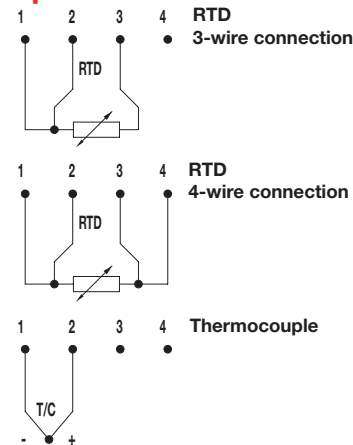 1 2 3 4 RTD
3-wire connection
RTD
1 2 3 4 RTD
4-wire connection
RTD
1 2 3 4 Thermocouple
T/C
- +